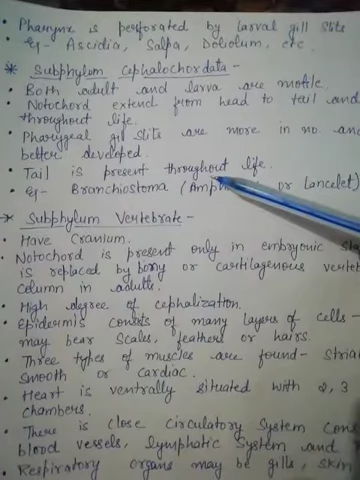 Pharynx is perforated by larval gill slits
eg- Ascidia, Salpa, Doliolum, etc.
* Subphylum Cephalochordata -
• Both adult and larva are motile.
• Notochord extend from head to tail and
throughout life.
• Pharyngeal gill slits are more in no. and
better developed.
• Tail is present throughout life.
• eg- Branchiostoma (Amph or Lancelet)
* Subphylum Vertebrate -
• Have Cranium.
• Notochord is present only in embryonic
is replaced by bony or cartilagenous verteb
column in adults.
• High degree of cephalization.
• Epidermis consists of many layers of cells-
may bear Scales, feathers or hairs.
• Three types of muscles are found- Stria
Smooth or Cardiac.
• Heart is ventrally situated with 2, 3
chambers.
• There is close Circulatory System cons
blood vessels, lymphatic System and
• Respiratory organs may be gills, skin